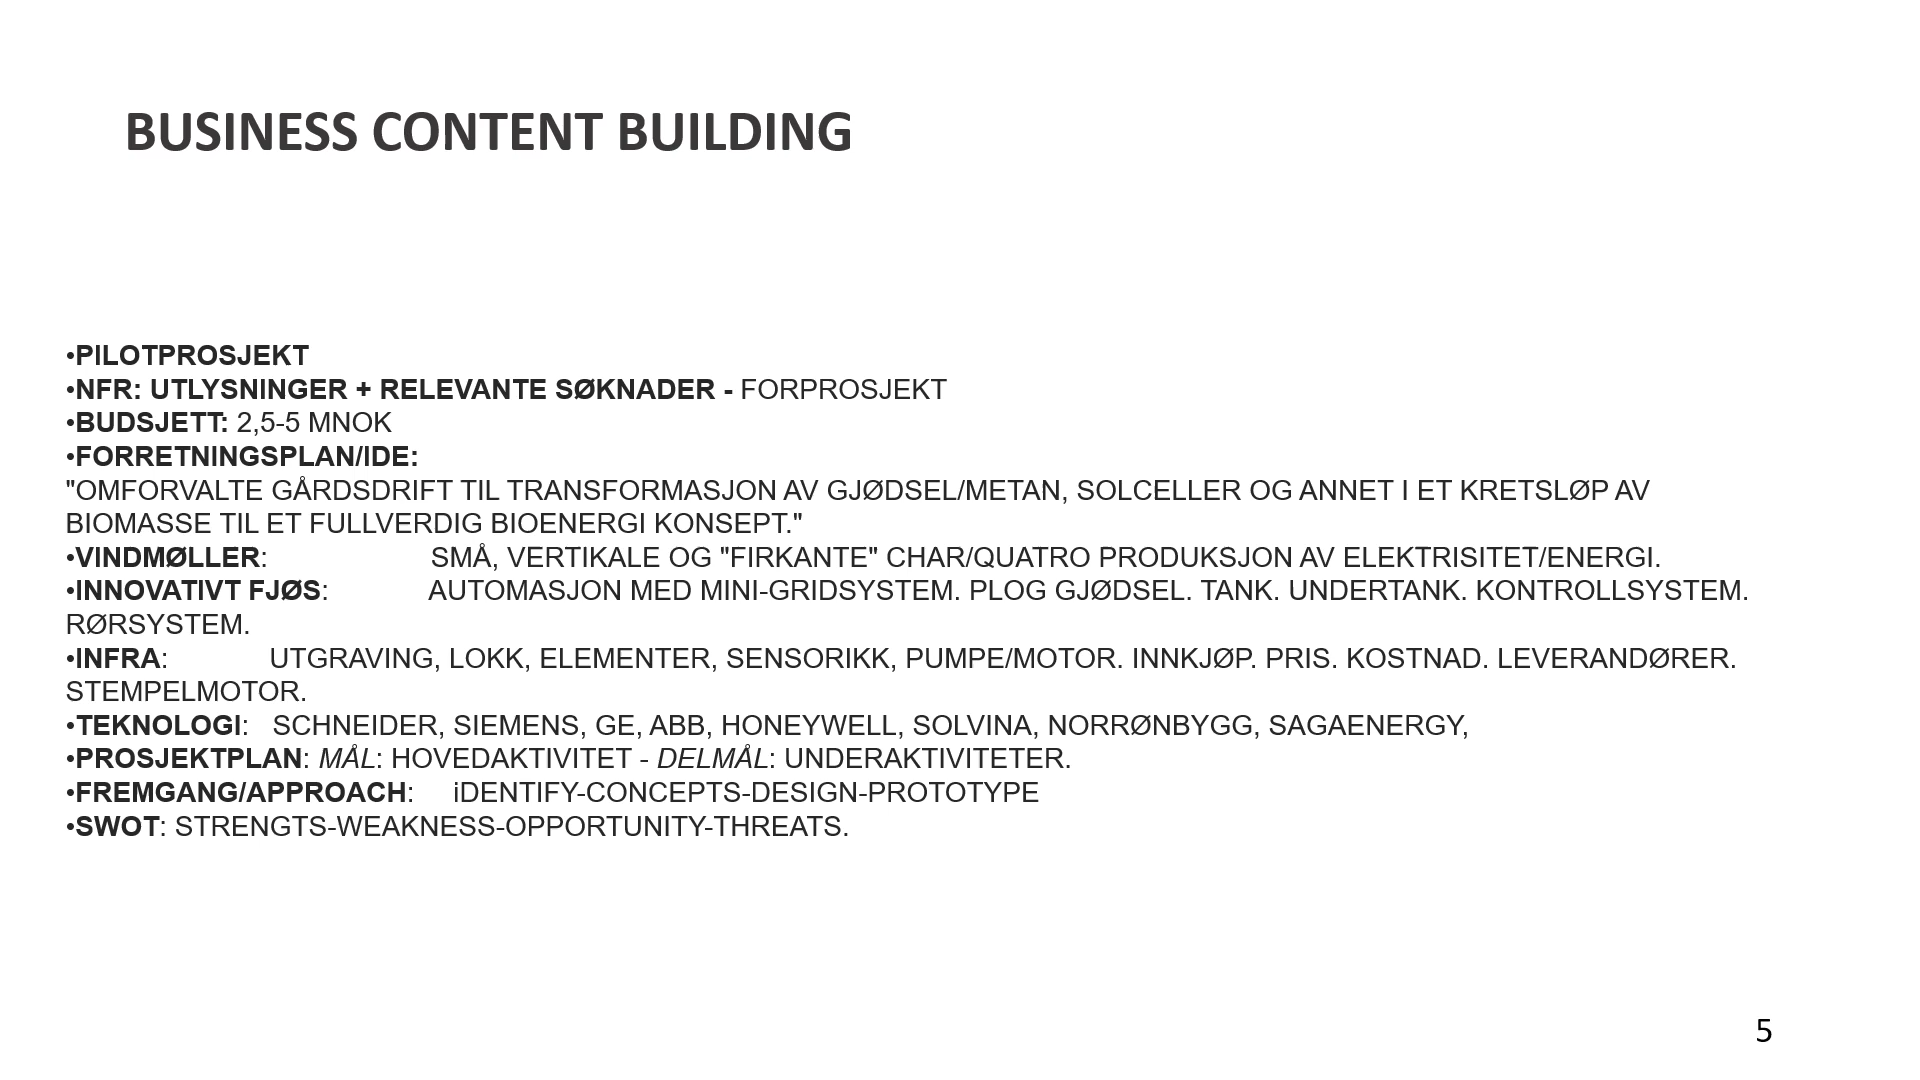 BUSINESS CONTENT BUILDING
•PILOTPROSJEKT
•NFR: UTLYSNINGER + RELEVANTE SØKNADER - FORPROSJEKT
•BUDSJETT: 2,5-5 MNOK
•FORRETNINGSPLAN/IDE:
"OMFORVALTE GÅRDSDRIFT TIL TRANSFORMASJON AV GJØDSEL/METAN, SOLCELLER OG ANNET I ET KRETSLØP AV
BIOMASSE TIL ET FULLVERDIG BIOENERGI KONSEPT."
•VINDMØLLER: SMÅ, VERTIKALE OG "FIRKANTE" CHAR/QUATRO PRODUKSJON AV ELEKTRISITET/ENERGI.
•INNOVATIVT FJØS: AUTOMASJON MED MINI-GRIDSYSTEM. PLOG GJØDSEL. TANK. UNDERTANK. KONTROLLSYSTEM.
RØRSYSTEM.
•INFRA: UTGRAVING, LOKK, ELEMENTER, SENSORIKK, PUMPE/MOTOR. INNKJØP. PRIS. KOSTNAD. LEVERANDØRER.
STEMPELMOTOR.
•TEKNOLOGI: SCHNEIDER, SIEMENS, GE, ABB, HONEYWELL, SOLVINA, NORRØNBYGG, SAGAENERGY,
•PROSJEKTPLAN: MÅL: HOVEDAKTIVITET - DELMÅL: UNDERAKTIVITETER.
•FREMGANG/APPROACH: iDENTIFY-CONCEPTS-DESIGN-PROTOTYPE
•SWOT: STRENGTS-WEAKNESS-OPPORTUNITY-THREATS.
5